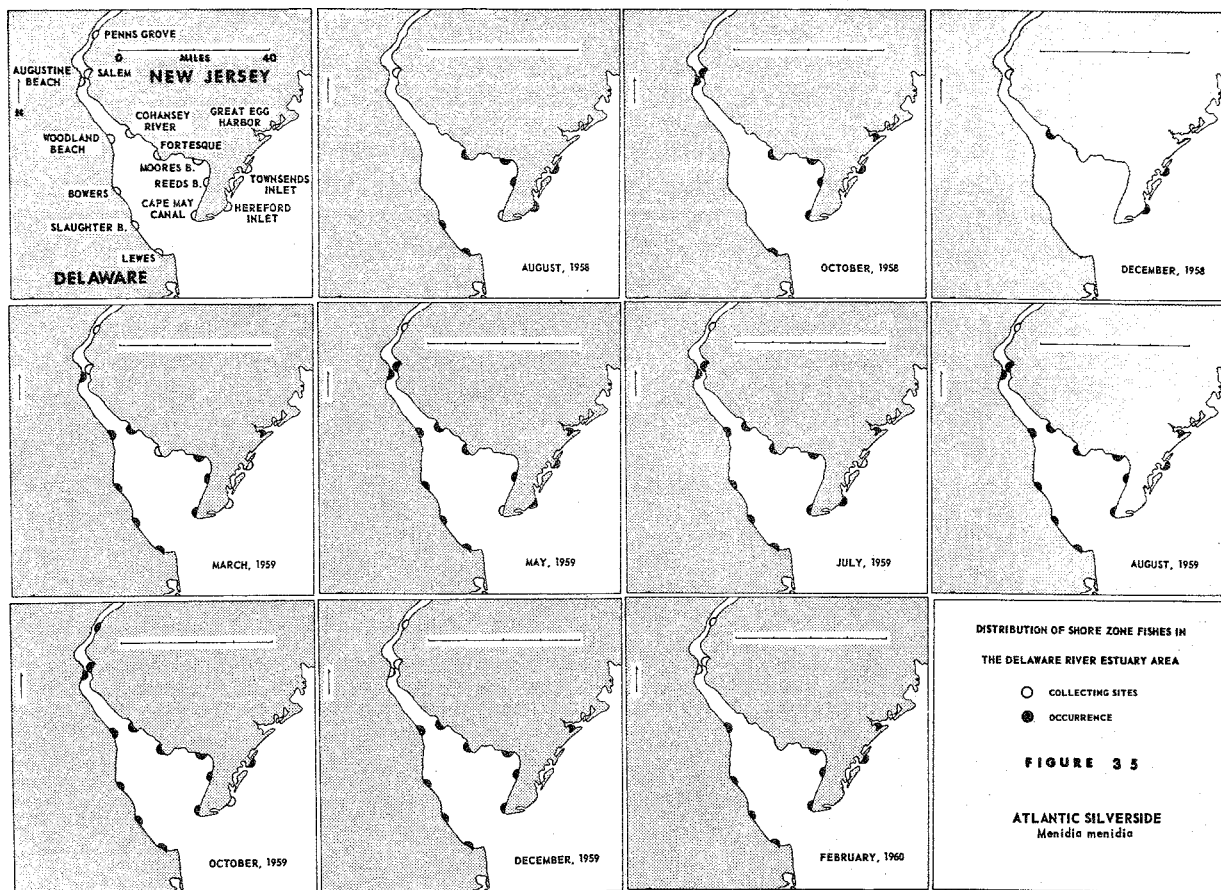 PENNS GROVE
0 MILES 40
AUGUSTINE
BEACH
SALEM
NEW JERSEY
COHANSEY
RIVER
GREAT EGG
HARBOR
WOODLAND
BEACH
FORTESQUE
MOORES B.
REEDS B.
TOWNSENDS
INLET
BOWERS
CAPE MAY
CANAL
HEREFORD
INLET
SLAUGHTER B.
LEWES
DELAWARE
AUGUST, 1958
OCTOBER, 1958
DECEMBER, 1958
MARCH, 1959
MAY, 1959
JULY, 1959
AUGUST, 1959
OCTOBER, 1959
DECEMBER, 1959
FEBRUARY, 1960
DISTRIBUTION OF SHORE ZONE FISHES IN
THE DELAWARE RIVER ESTUARY AREA
COLLECTING SITES
OCCURRENCE
FIGURE 35
ATLANTIC SILVERSIDE
Menidia menidia